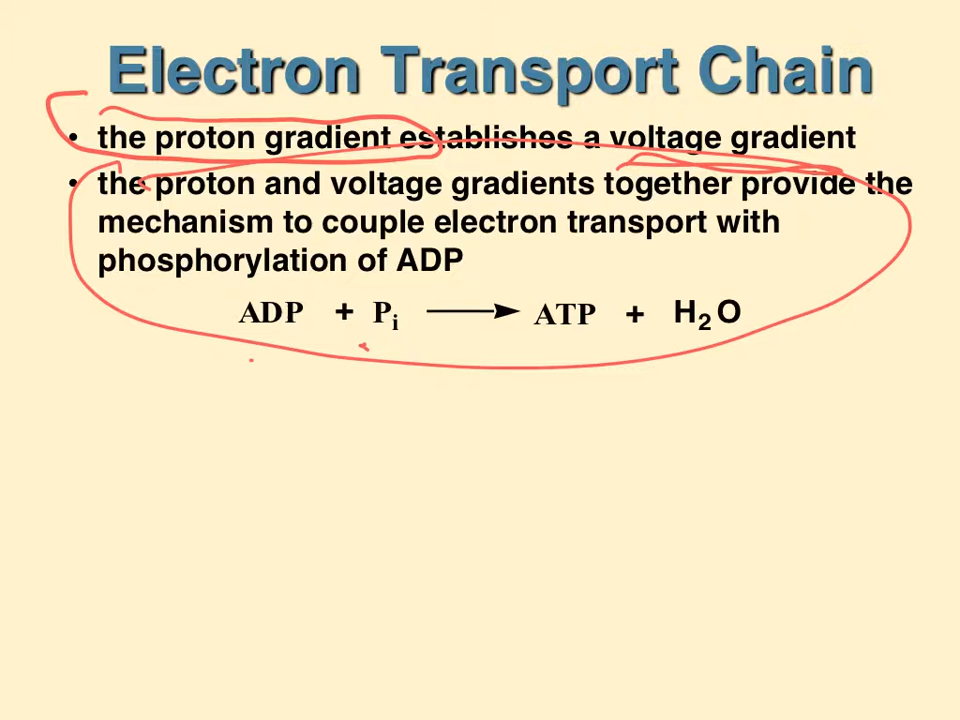 Electron Transport Chain
• the proton gradient establishes a voltage gradient
• the proton and voltage gradients together provide the
mechanism to couple electron transport with
phosphorylation of ADP
ADP + Pi ⟶ ATP + H2O